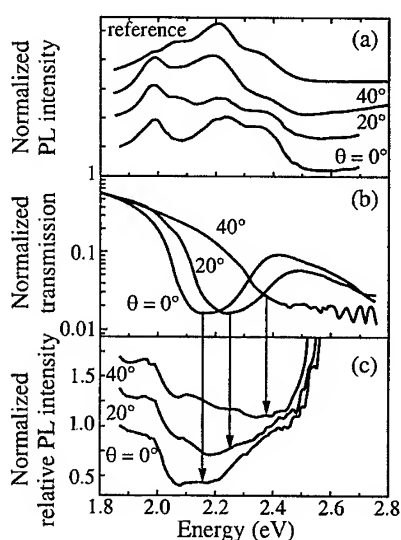 reference
(a)
Normalized
PL intensity
40°
20°
θ = 0°
1
(b)
Normalized
transmission
40°
20°
θ = 0°
0.1
0.01
(c)
Normalized
relative PL intensity
1.5
1.0
0.5
40°
20°
θ = 0°
1.8 2.0 2.2 2.4 2.6 2.8
Energy (eV)